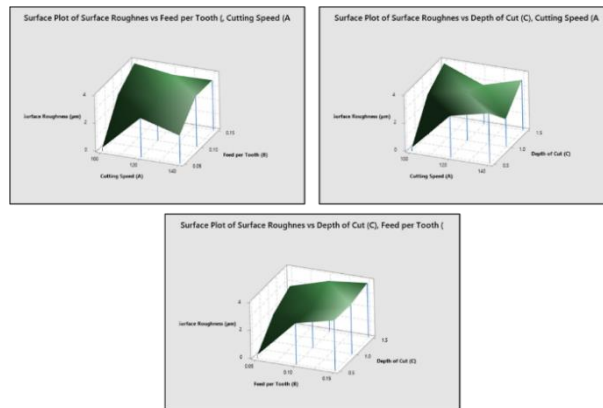 Surface Plot of Surface Roughnes vs Feed per Tooth (, Cutting Speed (A
4
Surface Roughness (µm)
2
0
100
120
140
Cutting Speed (A)
0.05
0.10
0.15
Feed per Tooth (B)
Surface Plot of Surface Roughnes vs Depth of Cut (C), Cutting Speed (A
4
Surface Roughness (µm)
2
0
100
120
140
Cutting Speed (A)
0.5
1.0
1.5
Depth of Cut (C)
Surface Plot of Surface Roughnes vs Depth of Cut (C), Feed per Tooth (
4
Surface Roughness (µm)
2
0
0.05
0.10
0.15
Feed per Tooth (B)
0.5
1.0
1.5
Depth of Cut (C)